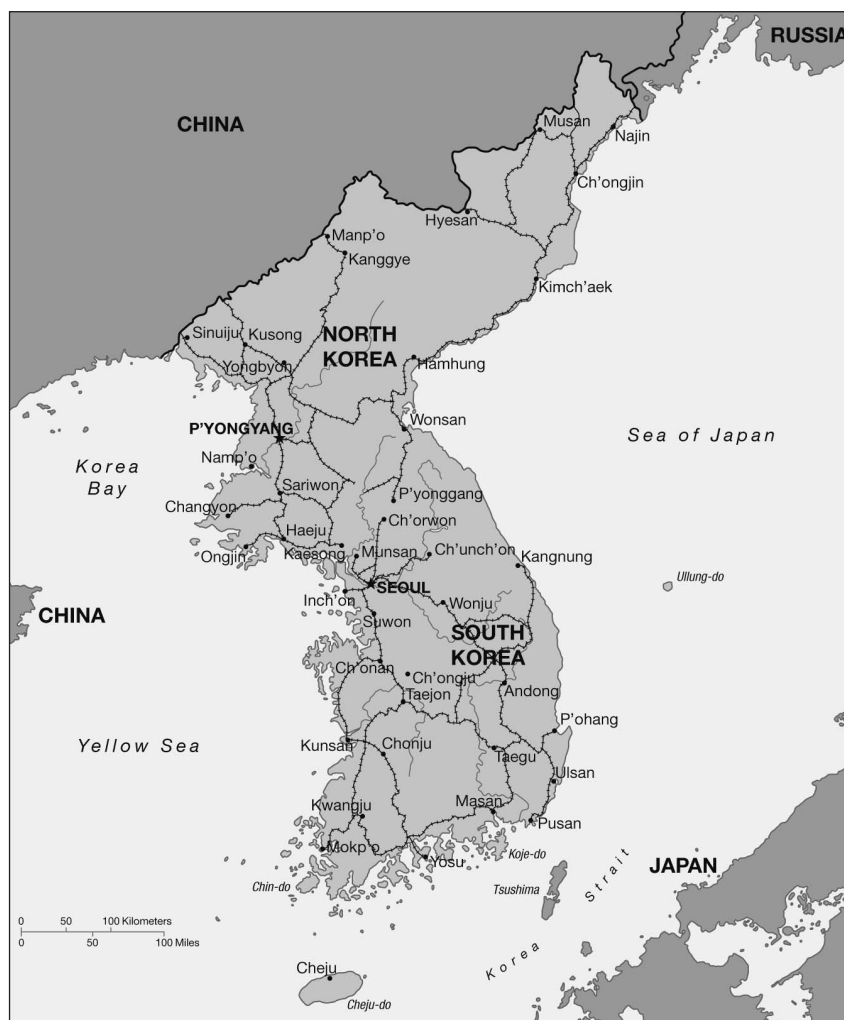 RUSSIA
CHINA
Musan
Najin
Ch'ongjin
Hyesan
Manp'o
Kanggye
Kimch'aek
Sinuiju
Kusong
NORTH
KOREA
Yongbyon
Hamhung
P'YONGYANG
Wonsan
Sea of Japan
Korea
Bay
Namp'o
Sariwon
P'yonggang
Changyon
Ch'orwon
Haeju
Ongjin
Kaesong
Munsan
Ch'unch'on
Kangnung
Ullung-do
SEOUL
Inch'on
CHINA
Wonju
Suwon
SOUTH
KOREA
Ch'onan
Ch'ongju
Andong
Taejon
P'ohang
Yellow Sea
Kunsan
Chonju
Taegu
Ulsan
Kwangju
Masan
Pusan
Mokp'o
Yosu
Koje-do
JAPAN
Chin-do
Tsushima
Korea Strait
0 50 100 Kilometers
0 50 100 Miles
Cheju
Cheju-do